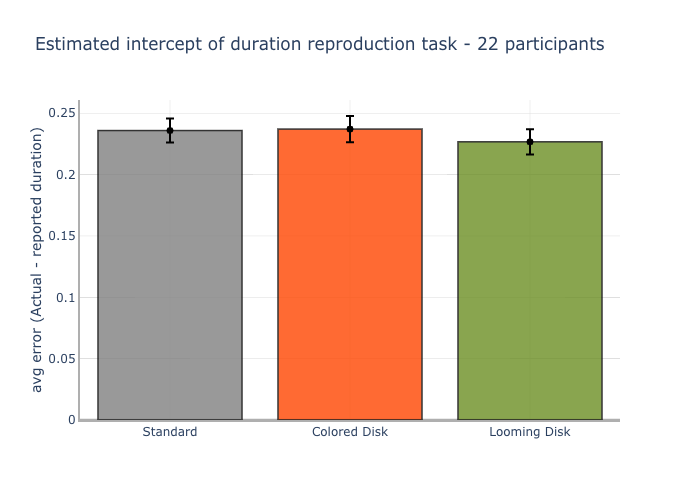 Estimated intercept of duration reproduction task - 22 participants
avg error (Actual - reported duration)
0.25
0.2
0.15
0.1
0.05
0
Standard
Colored Disk
Looming Disk